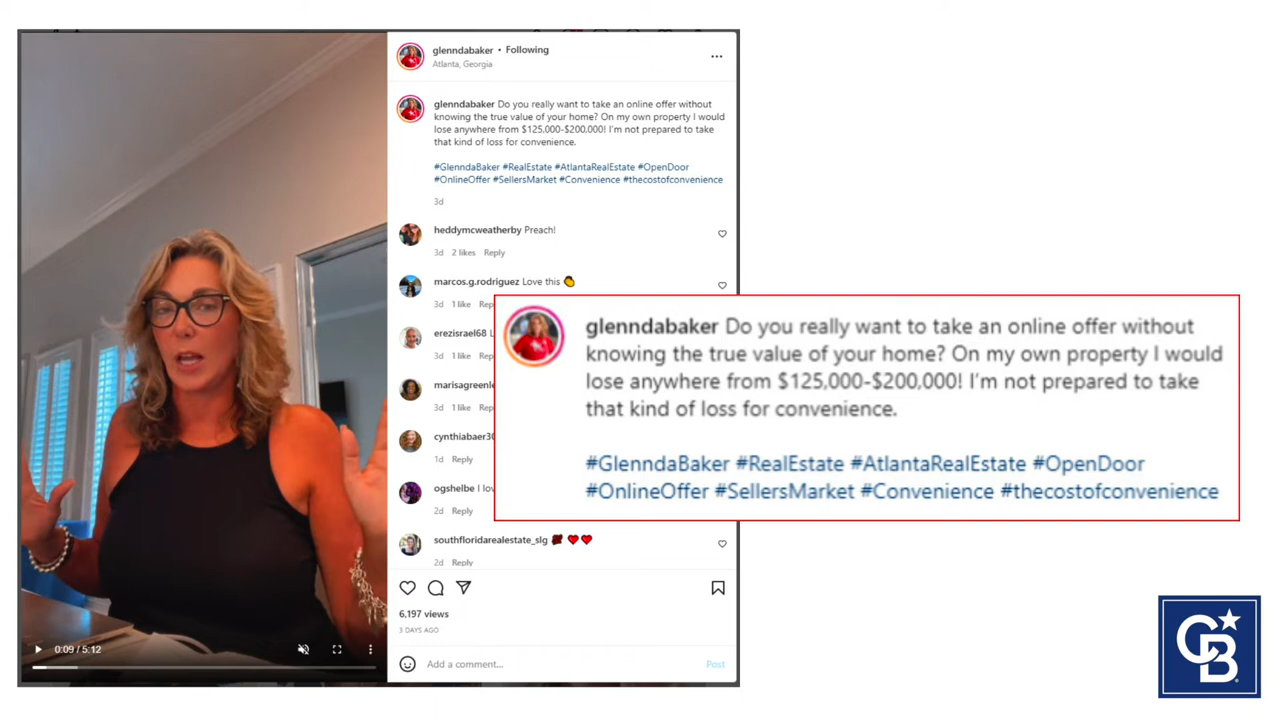 glenndabaker • Following
Atlanta, Georgia
glenndabaker Do you really want to take an online offer without
knowing the true value of your home? On my own property I would
lose anywhere from $125,000-$200,000! I'm not prepared to take
that kind of loss for convenience.
#GlenndaBaker #RealEstate #AtlantaRealEstate #OpenDoor
#OnlineOffer #SellersMarket #Convenience #thecostofconvenience
3d
heddymcweatherby Preach!
3d 2 likes Reply
marcos.g.rodriguez Love this 👏
3d 1 like Rep
erezisrael68 L
3d 1 like Rep
marisagreenle
3d 1 like Rep
cynthiabaer30
1d Reply
ogshelbe I lo
2d Reply
southfloridarealestate_slg ❤️❤️
2d Reply
6,197 views
3 DAYS AGO
Add a comment... Post
0:09 / 5:12
glenndabaker Do you really want to take an online offer without
knowing the true value of your home? On my own property I would
lose anywhere from $125,000-$200,000! I'm not prepared to take
that kind of loss for convenience.
#GlenndaBaker #RealEstate #AtlantaRealEstate #OpenDoor
#OnlineOffer #SellersMarket #Convenience #thecostofconvenience
CB